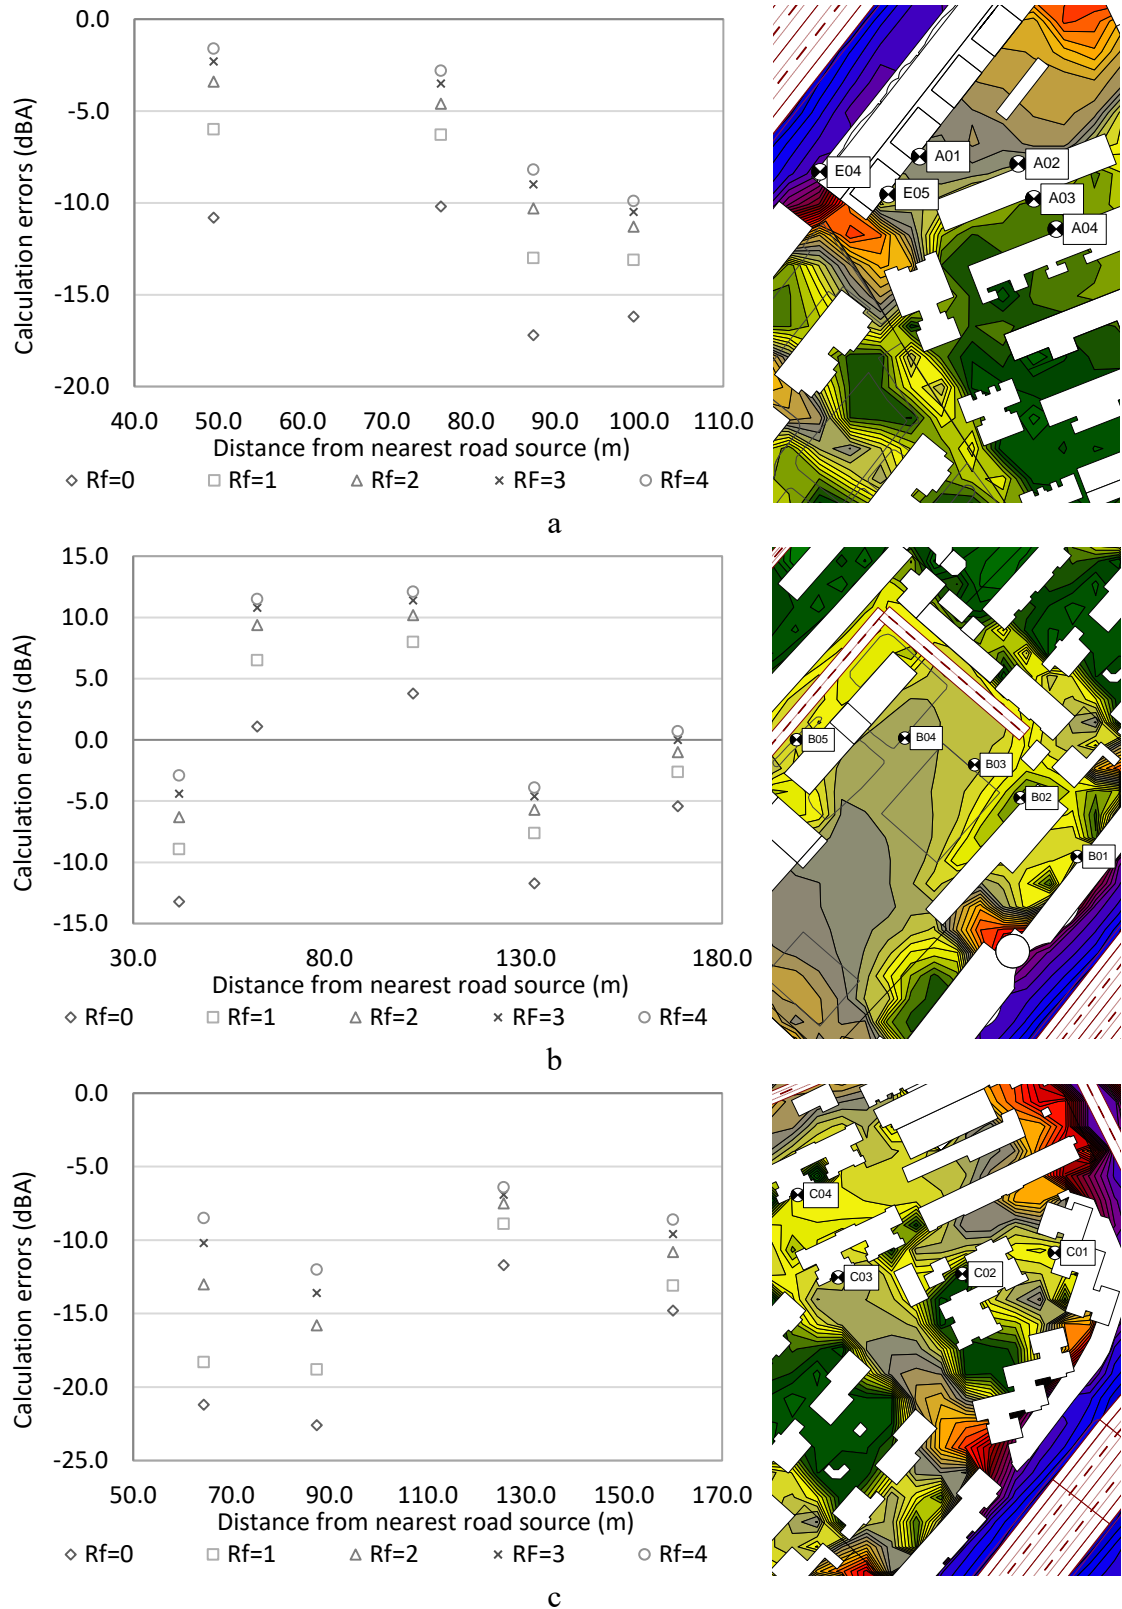 0.0
-5.0
-10.0
-15.0
-20.0
Calculation errors (dBA)
40.0 50.0 60.0 70.0 80.0 90.0 100.0 110.0
Distance from nearest road source (m)
Rf=0 Rf=1 Rf=2 RF=3 Rf=4
E04
A01
A02
E05
A03
A04
a
15.0
10.0
5.0
0.0
-5.0
-10.0
-15.0
Calculation errors (dBA)
30.0 80.0 130.0 180.0
Distance from nearest road source (m)
Rf=0 Rf=1 Rf=2 RF=3 Rf=4
B05
B04
B03
B02
B01
b
0.0
-5.0
-10.0
-15.0
-20.0
-25.0
Calculation errors (dBA)
50.0 70.0 90.0 110.0 130.0 150.0 170.0
Distance from nearest road source (m)
Rf=0 Rf=1 Rf=2 RF=3 Rf=4
C04
C01
C03
C02
c